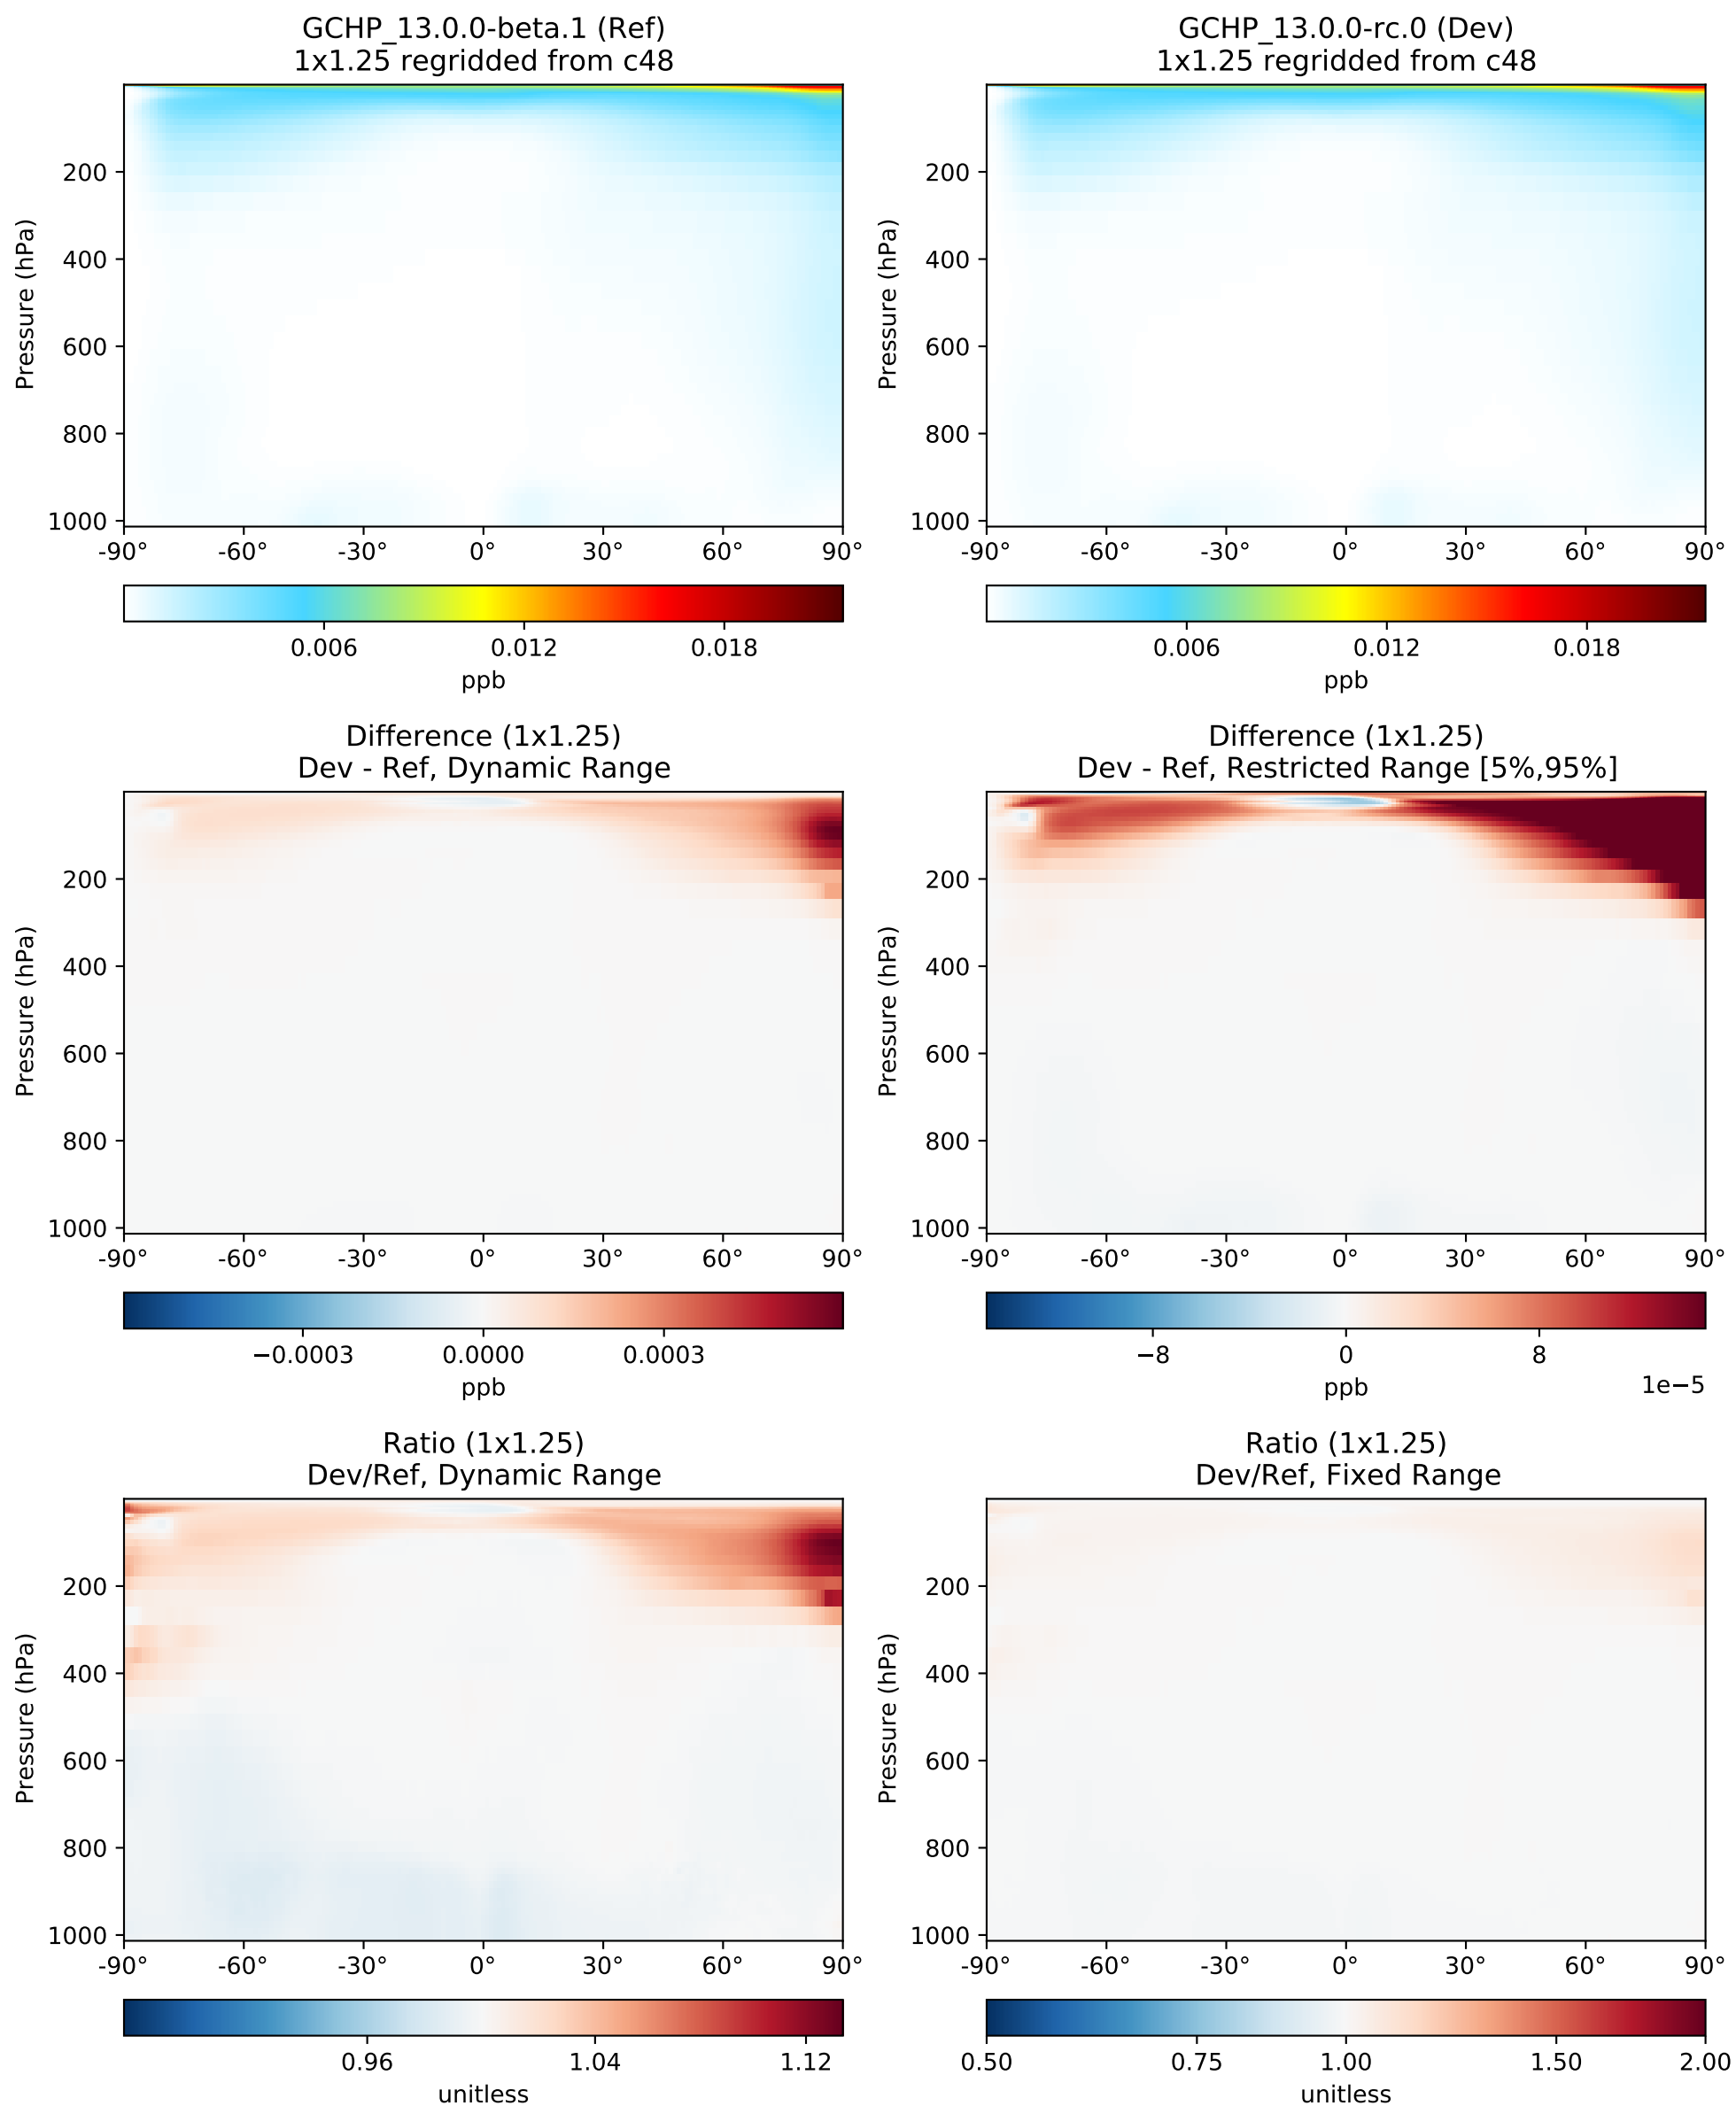 GCHP_13.0.0-beta.1 (Ref)
1x1.25 regridded from c48
Pressure (hPa)
200
400
600
800
1000
-90° -60° -30° 0° 30° 60° 90°
0.006 0.012 0.018
ppb
GCHP_13.0.0-rc.0 (Dev)
1x1.25 regridded from c48
Pressure (hPa)
200
400
600
800
1000
-90° -60° -30° 0° 30° 60° 90°
0.006 0.012 0.018
ppb
Difference (1x1.25)
Dev - Ref, Dynamic Range
Pressure (hPa)
200
400
600
800
1000
-90° -60° -30° 0° 30° 60° 90°
−0.0003 0.0000 0.0003
ppb
Difference (1x1.25)
Dev - Ref, Restricted Range [5%,95%]
Pressure (hPa)
200
400
600
800
1000
-90° -60° -30° 0° 30° 60° 90°
−8 0 8
ppb
1e−5
Ratio (1x1.25)
Dev/Ref, Dynamic Range
Pressure (hPa)
200
400
600
800
1000
-90° -60° -30° 0° 30° 60° 90°
0.96 1.04 1.12
unitless
Ratio (1x1.25)
Dev/Ref, Fixed Range
Pressure (hPa)
200
400
600
800
1000
-90° -60° -30° 0° 30° 60° 90°
0.50 0.75 1.00 1.50 2.00
unitless